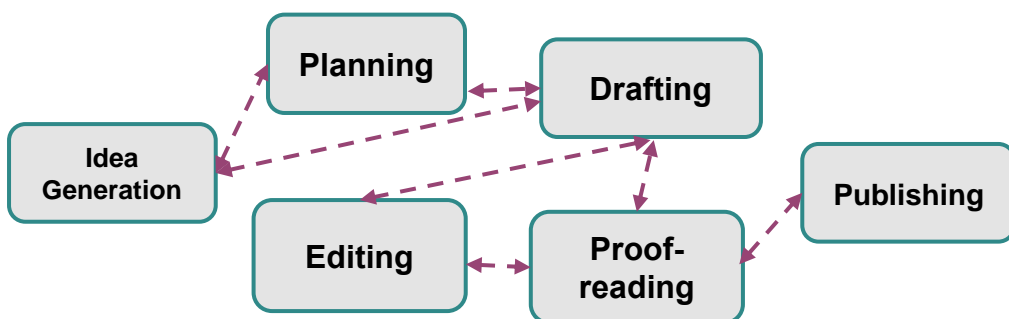 Planning
Drafting
Idea
Generation
Publishing
Editing
Proof-
reading